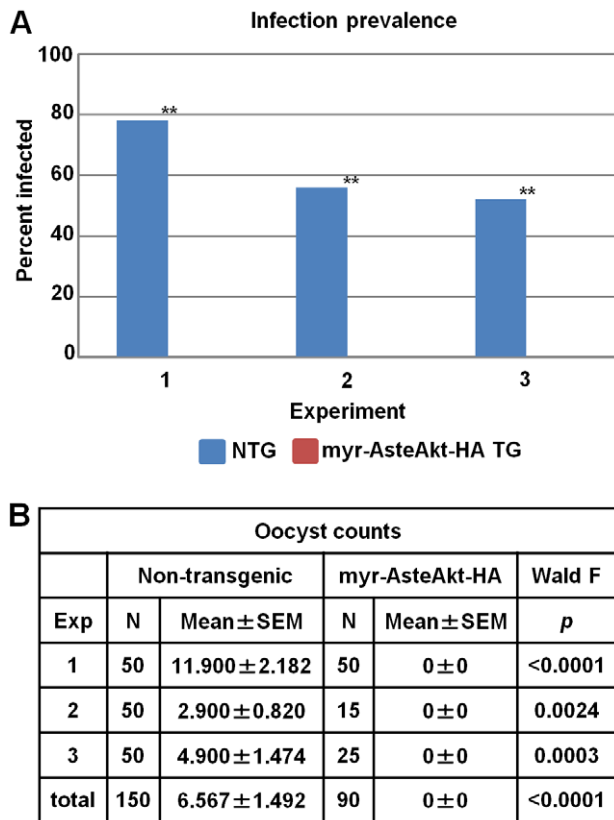 A
Infection prevalence
Percent infected
100
80
60
40
20
0
**
**
**
1 2 3
Experiment
NTG myr-AsteAkt-HA TG
B
Oocyst counts
Non-transgenic myr-AsteAkt-HA Wald F
Exp N Mean±SEM N Mean±SEM p
1 50 11.900±2.182 50 0±0 <0.0001
2 50 2.900±0.820 15 0±0 0.0024
3 50 4.900±1.474 25 0±0 0.0003
total 150 6.567±1.492 90 0±0 <0.0001